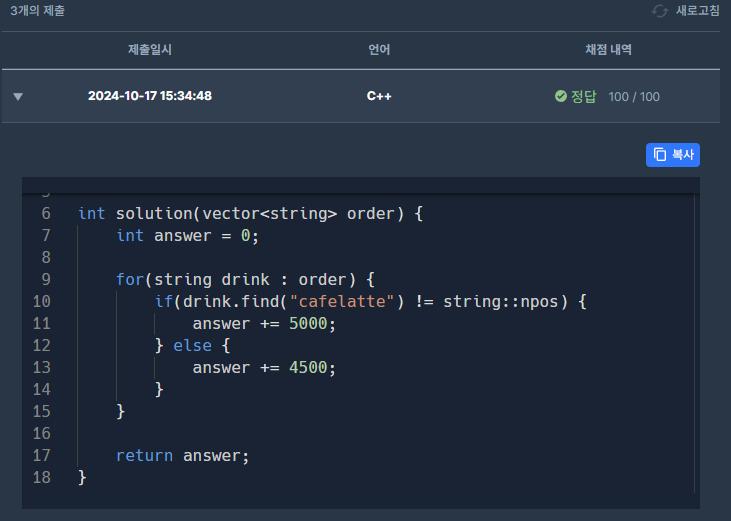 3개의 제출
새로고침
제출일시 언어 채점 내역
2024-10-17 15:34:48 C++ 정답 100 / 100
복사
6 int solution(vector<string> order) {
7     int answer = 0;
8
9     for(string drink : order) {
10         if(drink.find("cafelatte") != string::npos) {
11             answer += 5000;
12         } else {
13             answer += 4500;
14         }
15     }
16
17     return answer;
18 }